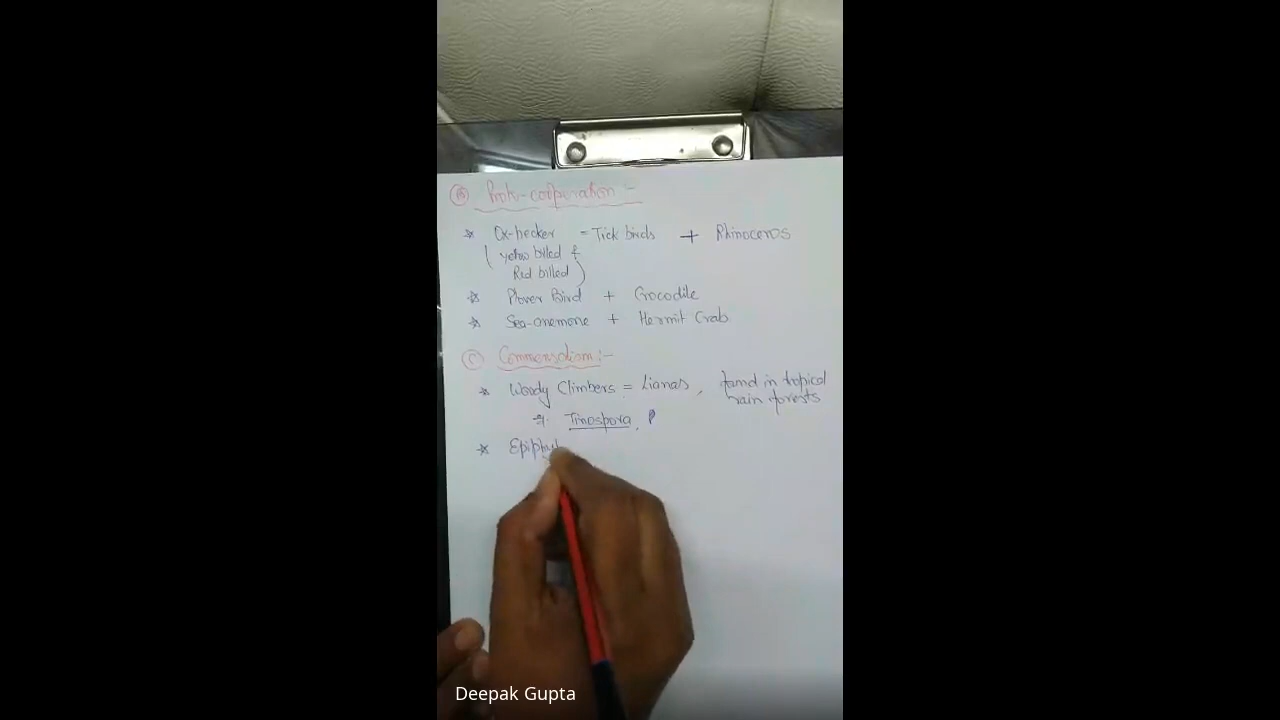 (B) Proto-cooperation :-
* Ox-pecker = Tick birds + Rhinoceros
( yellow billed &
Red billed )
* Plover Bird + Crocodile
* Sea-anemone + Hermit Crab
(C) Commensalism :-
* Woody Climbers = Lianas, found in tropical
rain forests
Tinospora,
* Epiphy
Deepak Gupta